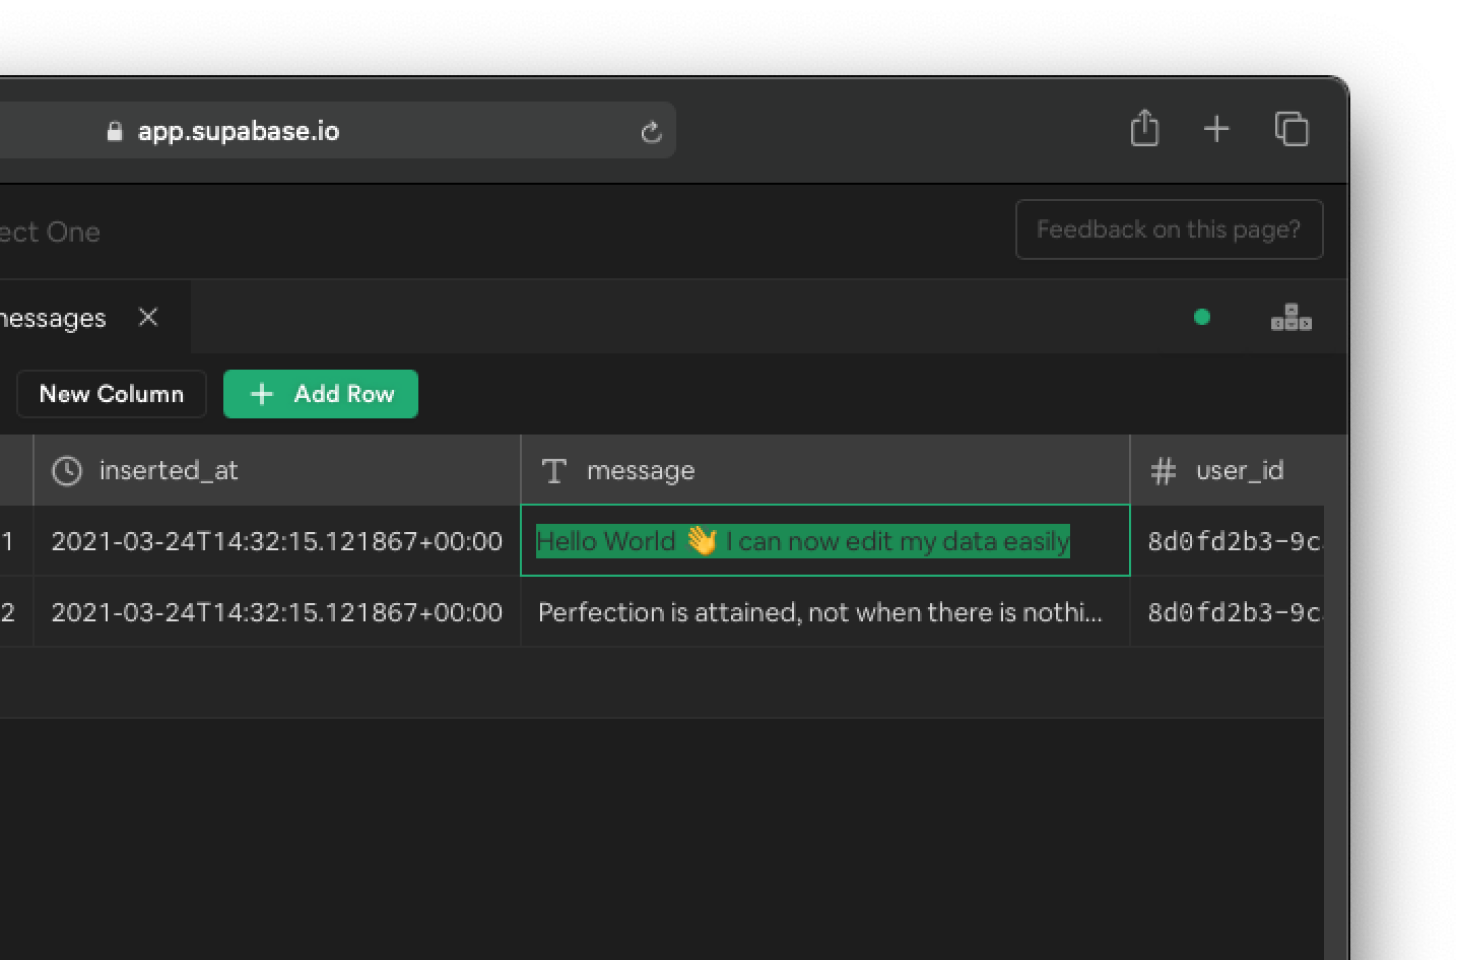 app.supabase.io
ect One
Feedback on this page?
nessages
New Column
+ Add Row
inserted_at
T message
# user_id
1 2021-03-24T14:32:15.121867+00:00 Hello World 👋 I can now edit my data easily 8d0fd2b3-9c
2 2021-03-24T14:32:15.121867+00:00 Perfection is attained, not when there is nothi... 8d0fd2b3-9c